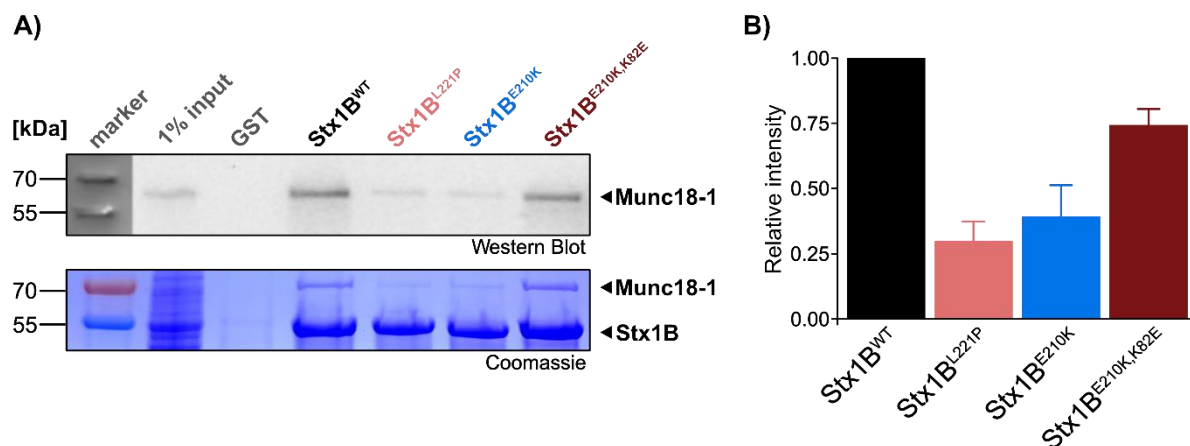 A)
[kDa] marker 1% input GST Stx1B^WT Stx1B^L221P Stx1B^E210K Stx1B^E210K,K82E
70
55
Munc18-1
Western Blot
70
55
Munc18-1
Stx1B
Coomassie
B)
Relative intensity
1.00
0.75
0.50
0.25
0.00
Stx1B^WT Stx1B^L221P Stx1B^E210K Stx1B^E210K,K82E